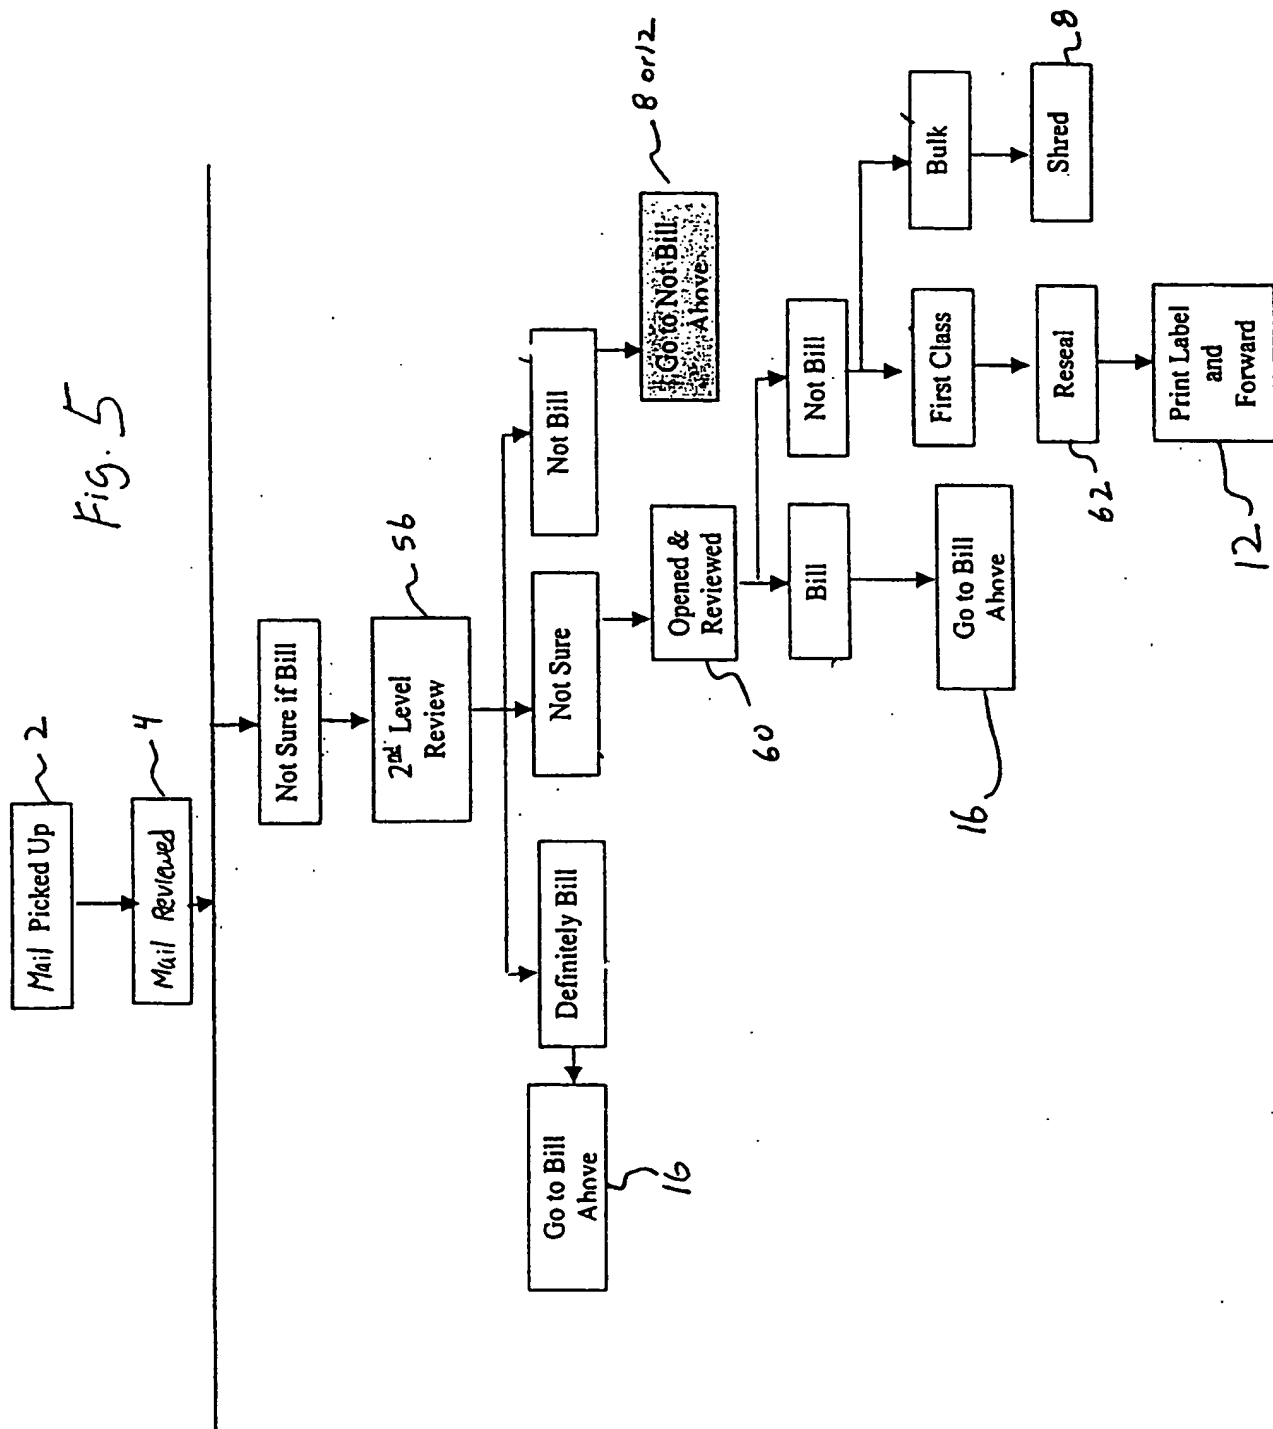 Fig. 5
Mail Picked Up
2
Mail Reviewed
4
Not Sure if Bill
2nd Level
Review
56
Definitely Bill
Not Sure
Not Bill
Go to Bill
Above
16
Opened &
Reviewed
60
Go to Not Bill
Above
8 or 12
Bill
Not Bill
Go to Bill
Above
16
First Class
Bulk
Reseal
62
Shred
8
Print Label
and
Forward
12